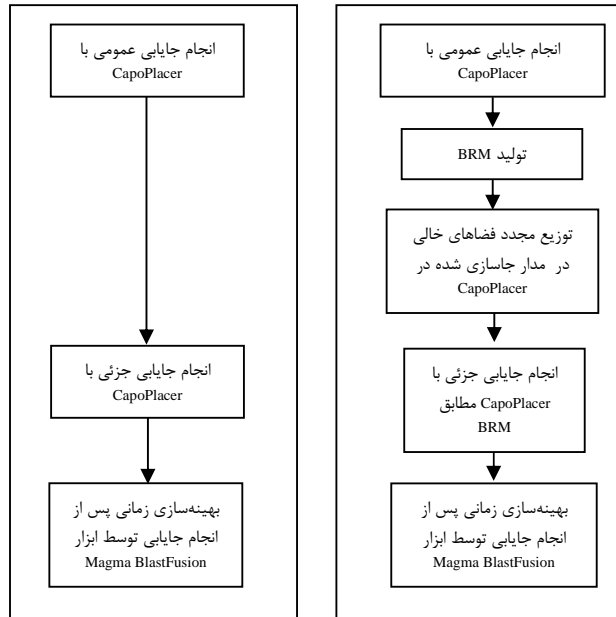 انجام جایابی عمومی با
CapoPlacer
تولید BRM
توزیع مجدد فضاهای خالی
در مدار جاسازی شده در
CapoPlacer
انجام جایابی جزئی با
CapoPlacer مطابق
BRM
بهینه‌سازی زمانی پس از
انجام جایابی توسط ابزار
Magma BlastFusion
انجام جایابی عمومی با
CapoPlacer
انجام جایابی جزئی با
CapoPlacer
بهینه‌سازی زمانی پس از
انجام جایابی توسط ابزار
Magma BlastFusion